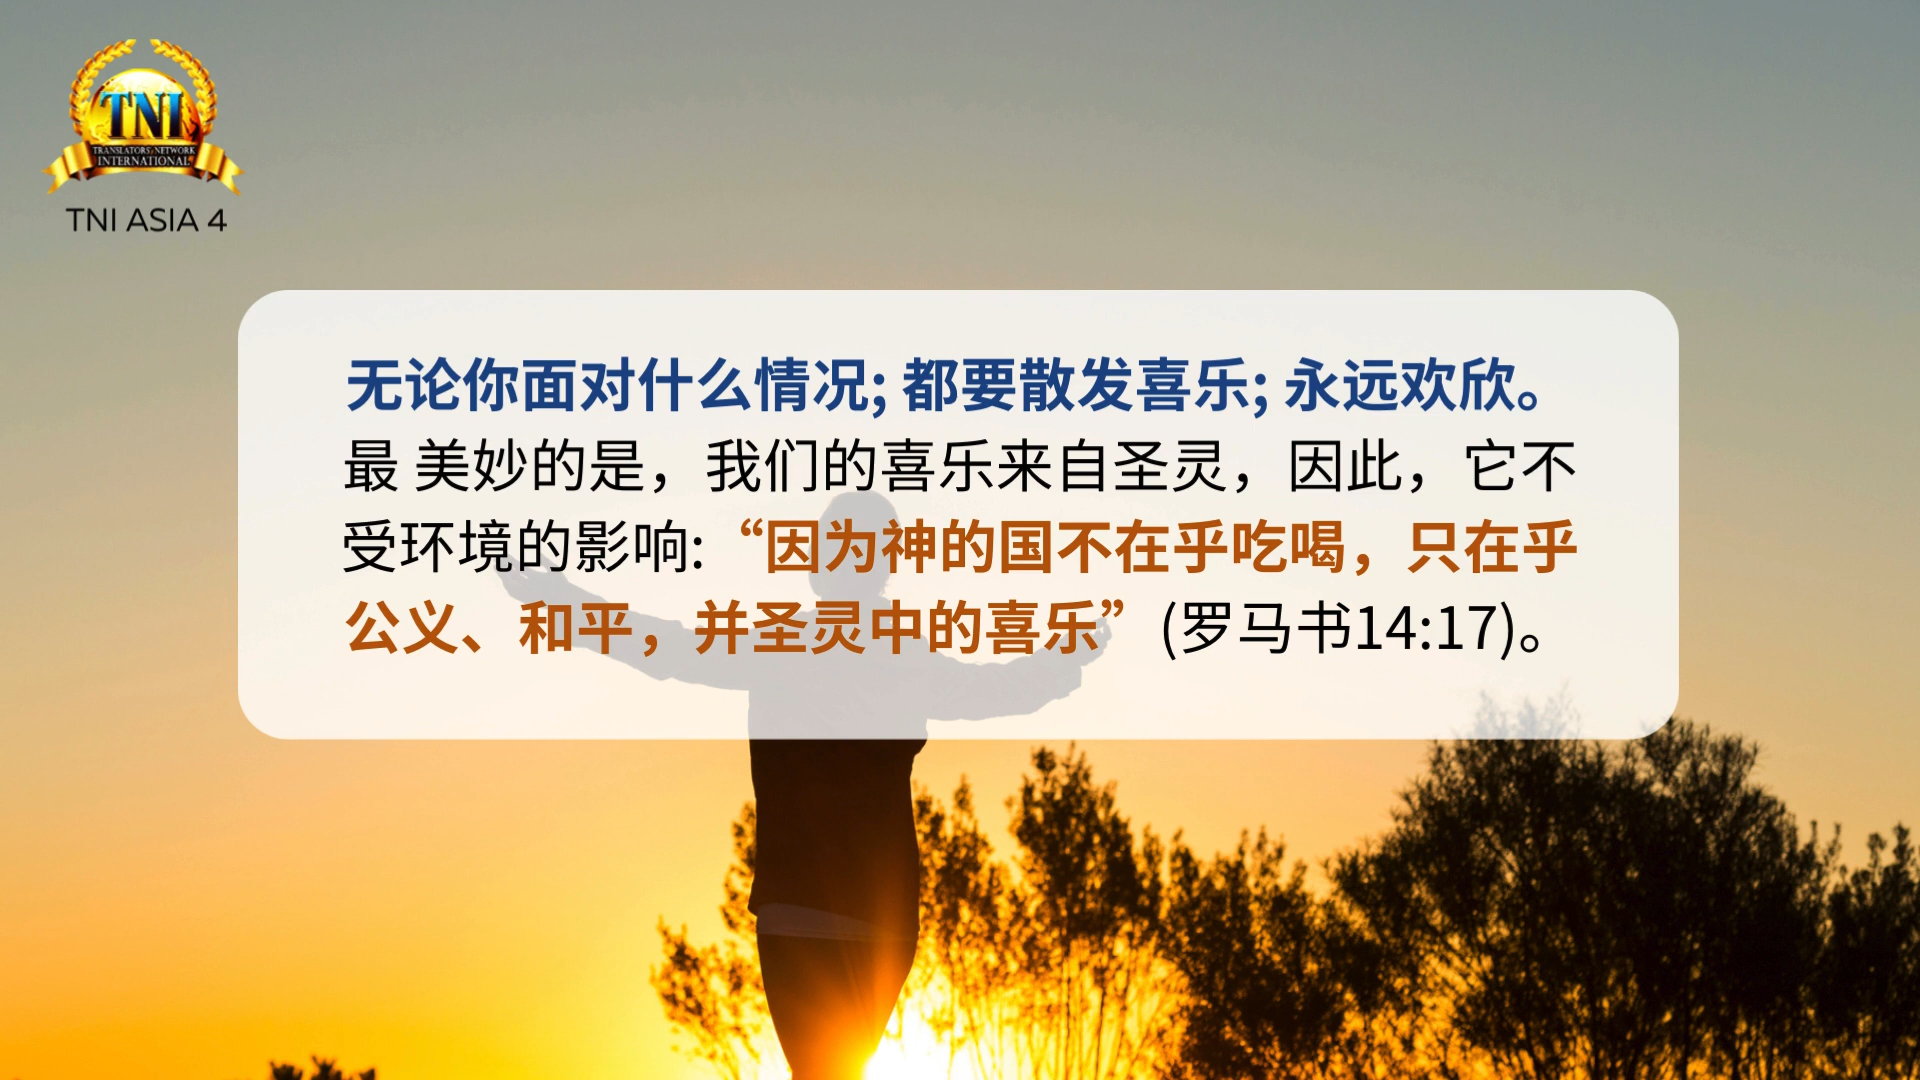 TNI
TRANSLATORS' NETWORK
INTERNATIONAL
TNI ASIA 4
无论你面对什么情况; 都要散发喜乐; 永远欢欣。
最 美妙的是，我们的喜乐来自圣灵，因此，它不
受环境的影响:“因为神的国不在乎吃喝，只在乎
公义、和平，并圣灵中的喜乐”(罗马书14:17)。